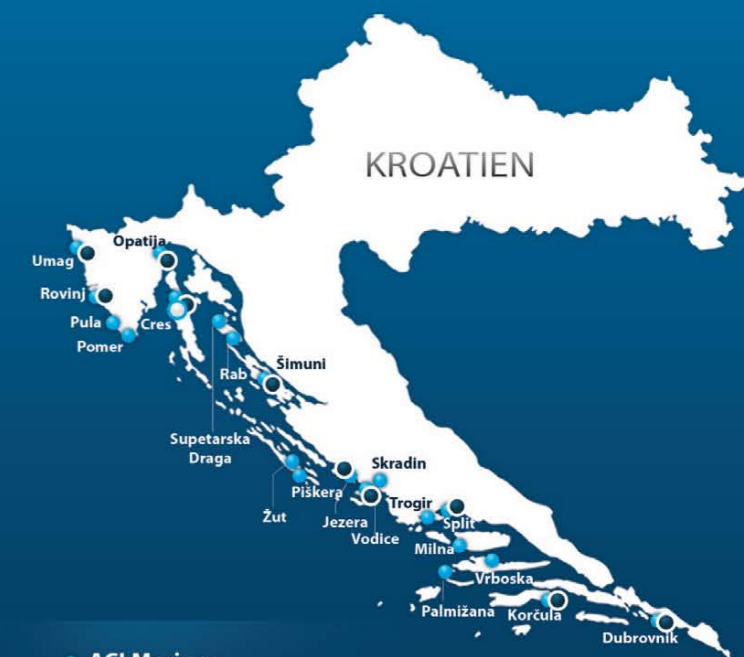 KROATIEN
Opatija
Umag
Rovinj
Pula
Cres
Pomer
Rab
Šimuni
Supetarska
Draga
Skradin
Piškera
Trogir
Žut
Jezera
Split
Vodice
Milna
Vrboska
Palmižana
Korčula
Dubrovnik